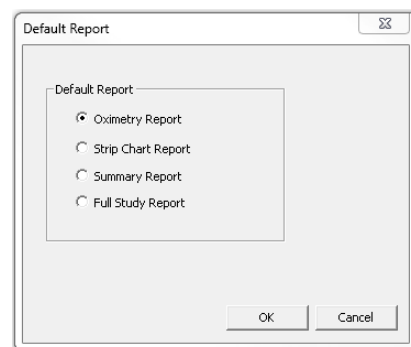 Default Report
Default Report
Oximetry Report
Strip Chart Report
Summary Report
Full Study Report
OK
Cancel